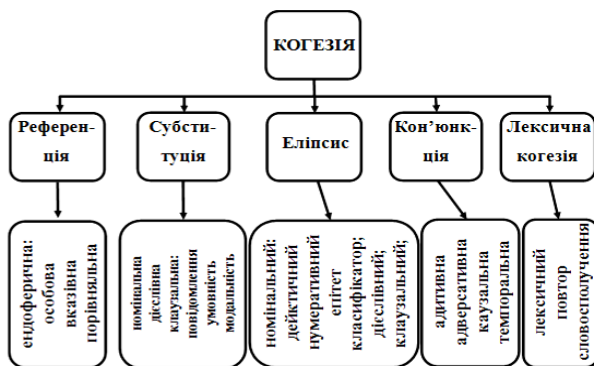 КОГЕЗІЯ
Референ-
ція
Субсти-
туція
Еліпсис
Кон’юнк-
ція
Лексична
когезія
ендоферична:
особова
вказівна
порівняльна
номінальна
дієслівна
клаузальна:
повідомлення
умовність
модальність
номінальний:
дейктичний
нумеративний
епітет
класифікатор;
дієслівний;
клаузальний;
адитивна
адверсативна
каузальна
темпоральна
лексичний
повтор
словосполучення